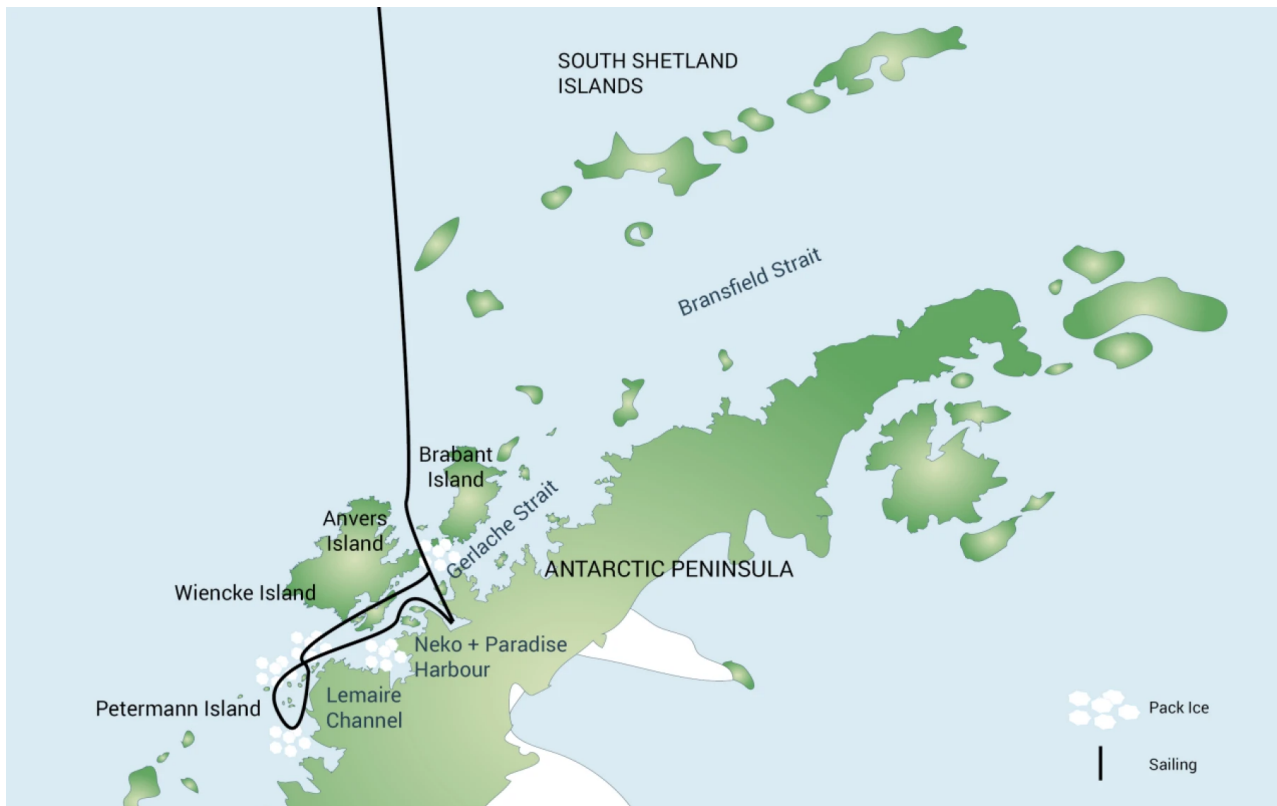 SOUTH SHETLAND
ISLANDS
Bransfield Strait
Brabant
Island
Gerlache Strait
Anvers
Island
ANTARCTIC PENINSULA
Wiencke Island
Neko + Paradise
Harbour
Lemaire
Channel
Petermann Island
Pack Ice
Sailing